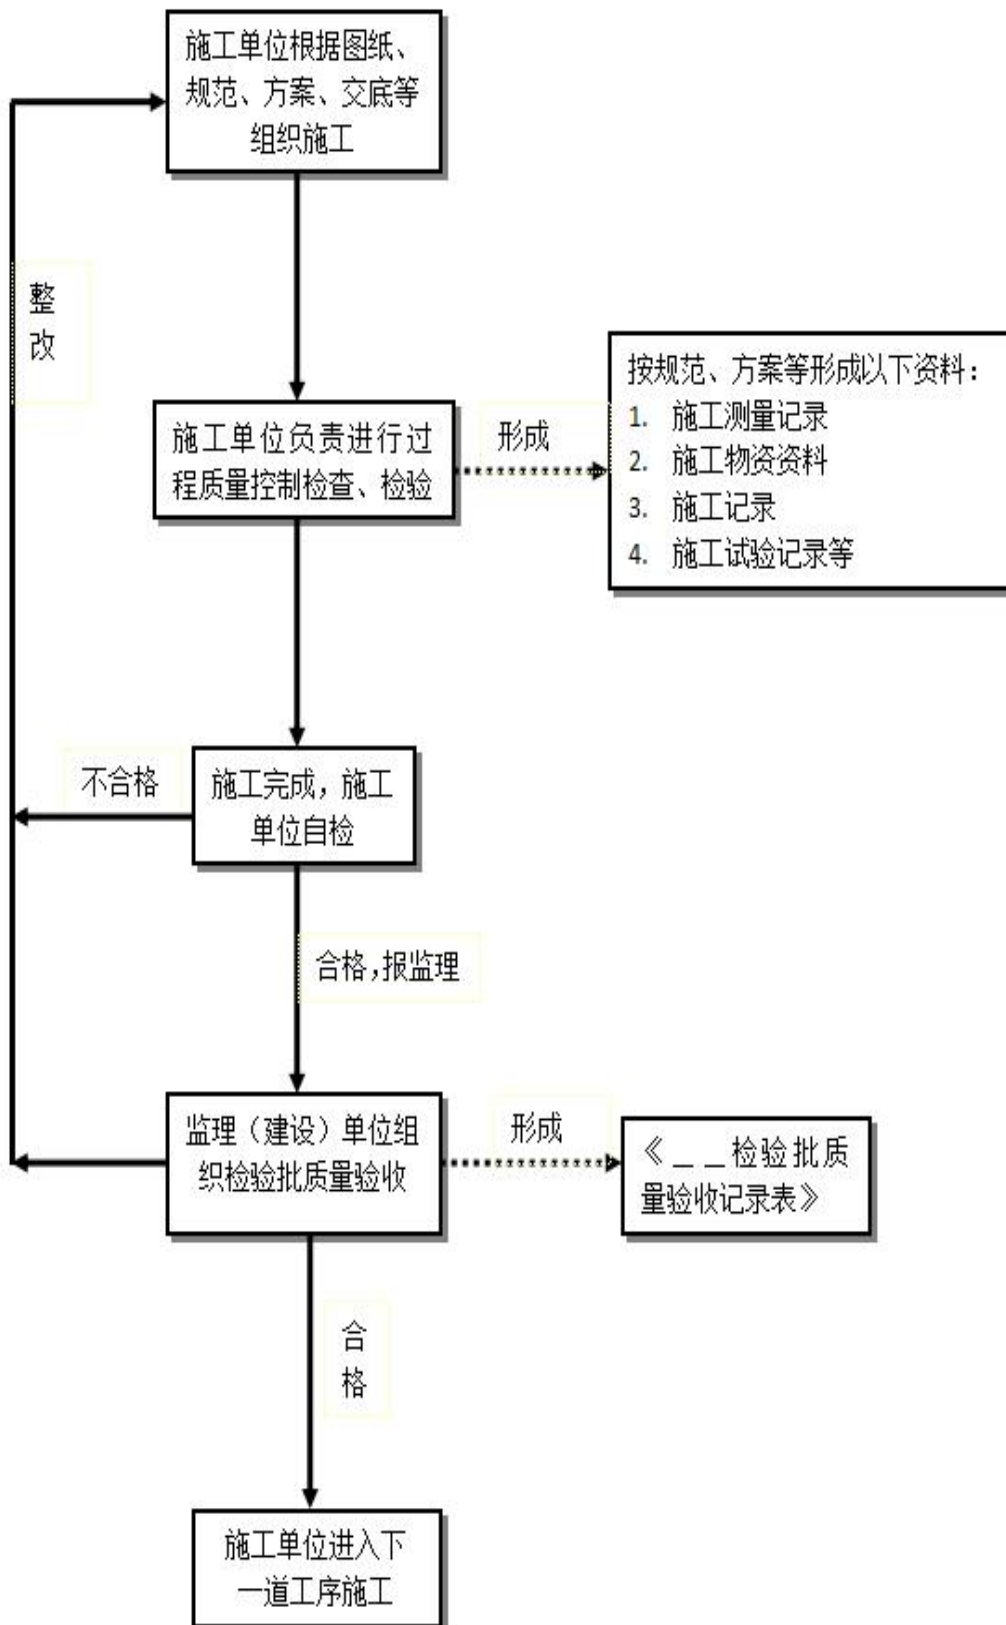 施工单位根据图纸、
规范、方案、交底等
组织施工
整
改
施工单位负责进行过
程质量控制检查、检验
形成
按规范、方案等形成以下资料：
1. 施工测量记录
2. 施工物资资料
3. 施工记录
4. 施工试验记录等
不合格
施工完成，施工
单位自检
合格,报监理
监理（建设）单位组
织检验批质量验收
形成
《＿＿检验批质
量验收记录表》
合
格
施工单位进入下
一道工序施工